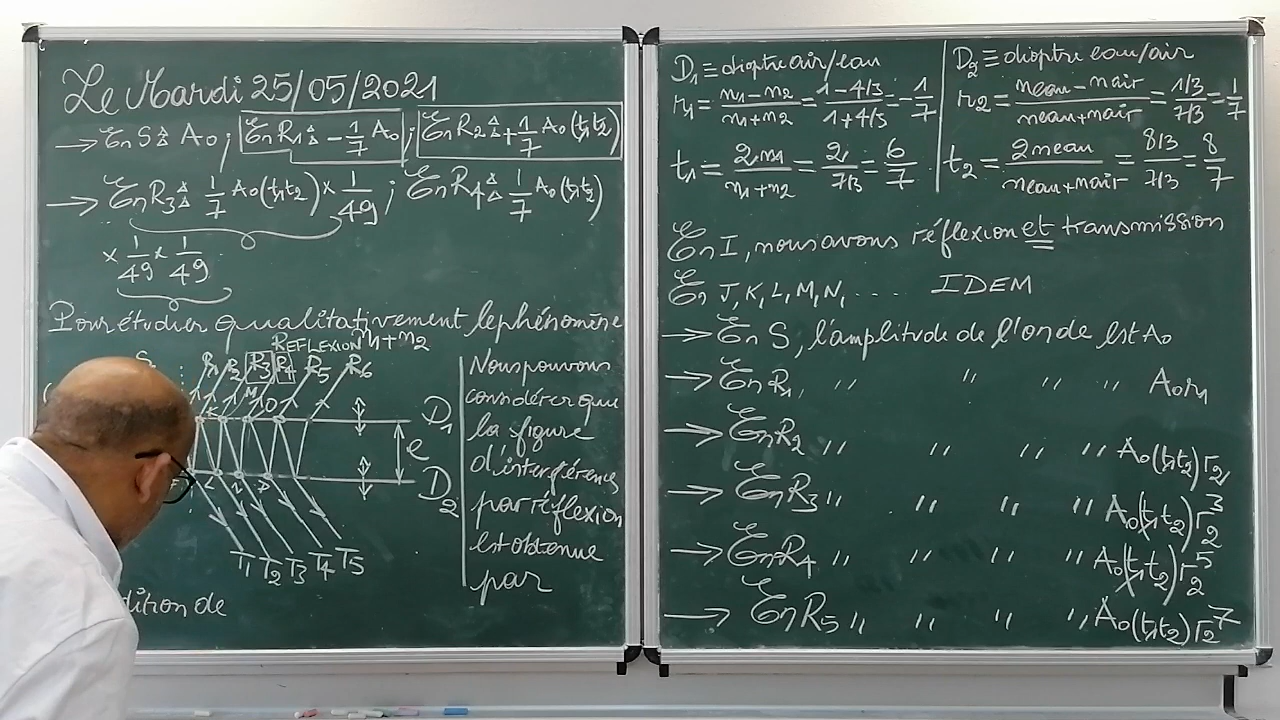 Le Mardi 25/05/2021
→ En S ≙ A₀ ; En R₁ ≙ -1/7 A₀ ; En R₂ ≙ +1/7 A₀(t₁t₂)
→ En R₃ ≙ 1/7 A₀(t₁t₂) × 1/49 ; En R₄ ≙ 1/7 A₀(t₁t₂)
× 1/49 × 1/49
Pour étudier qualitativement le phénomène
REFLEXION n₁ + n₂
S R₁ R₂ R₃ R₄ R₅ R₆
K M O
D₁
e
D₂
L N P
T₁ T₂ T₃ T₄ T₅
dition de
Nous pouvons
considérer que
la figure
d'interférences
par réflexion
est obtenue
par
D₁ ≡ dioptre air/eau
r₁ = (n₁ - n₂)/(n₁ + n₂) = (1 - 4/3)/(1 + 4/3) = -1/7
t₁ = 2n₁/(n₁ + n₂) = 2/(7/3) = 6/7
D₂ ≡ dioptre eau/air
r₂ = (neau - nair)/(neau + nair) = (1/3)/(7/3) = 1/7
t₂ = 2neau/(neau + nair) = (8/3)/(7/3) = 8/7
En I, nous avons réflexion et transmission
En J, K, L, M, N, .... IDEM
→ En S, l'amplitude de l'onde est A₀
→ En R₁ " " " " A₀r₁
→ En R₂ " " " " A₀(t₁t₂)r₂
→ En R₃ " " " " A₀(t₁t₂)r₂³
→ En R₄ " " " " A₀(t₁t₂)r₂⁵
→ En R₅ " " " " A₀(t₁t₂)r₂⁷